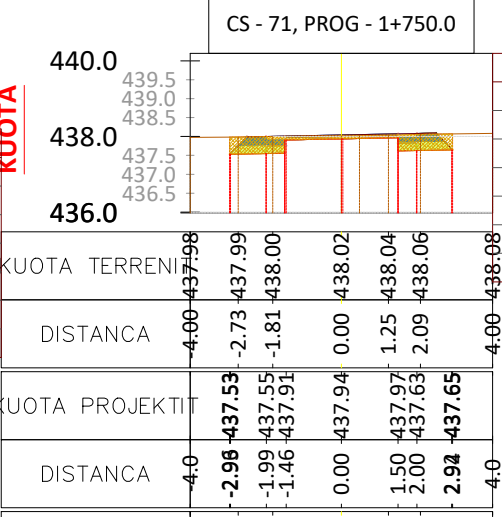 CS - 71, PROG - 1+750.0
KUOTA
440.0
439.5
439.0
438.5
438.0
437.5
437.0
436.5
436.0
KUOTA TERRENIT 437.98 437.99 438.00 438.02 438.04 438.06 438.08
DISTANCA -4.00 -2.73 -1.81 0.00 1.25 2.09 4.00
KUOTA PROJEKTIT 437.53 437.55 437.91 437.94 437.97 437.63 437.65
DISTANCA -4.0 -1.99 -1.46 0.00 1.50 2.00 4.0